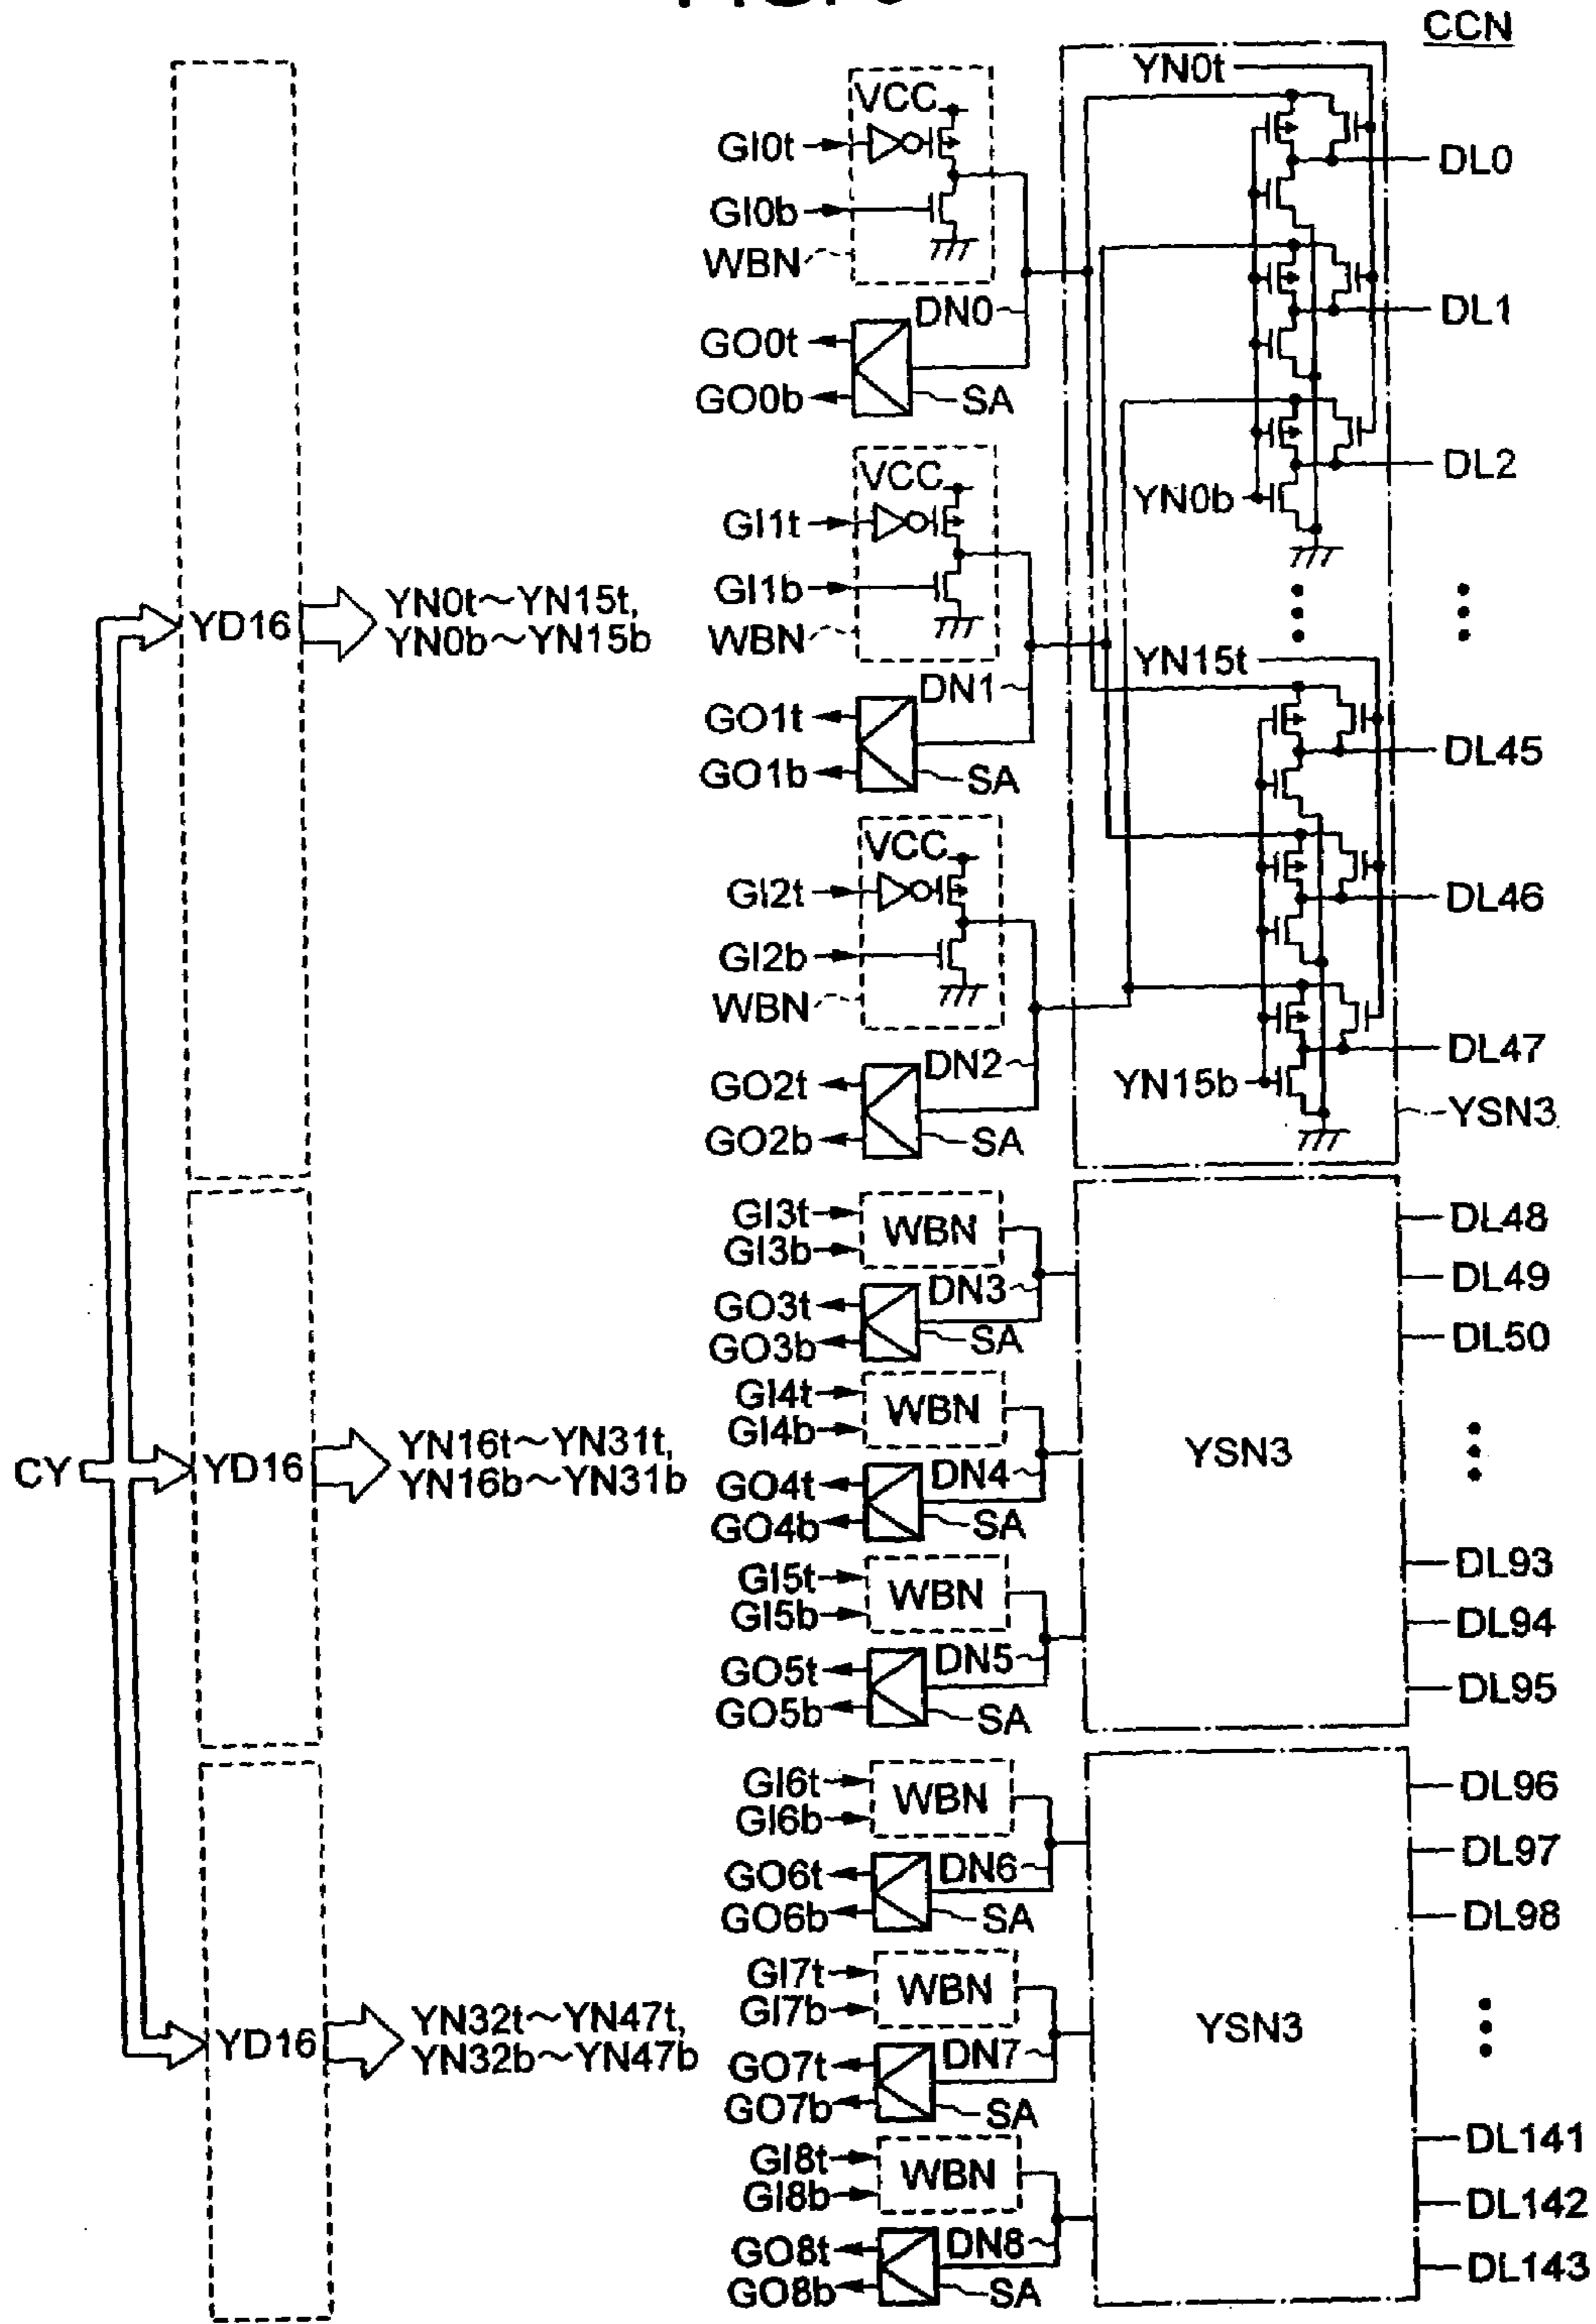 CCN
YN0t
VCC
GI0t
DL0
GI0b
WBN
DN0
DL1
GO0t
GO0b
SA
DL2
VCC
YN0b
GI1t
GI1b
YD16
YN0t~YN15t,
YN0b~YN15b
WBN
YN15t
DN1
GO1t
DL45
GO1b
SA
VCC
GI2t
DL46
GI2b
WBN
DN2
DL47
GO2t
YN15b
YSN3
GO2b
SA
GI3t
WBN
DL48
GI3b
DL49
DN3
GO3t
GO3b
SA
DL50
GI4t
WBN
GI4b
YSN3
CY
YD16
YN16t~YN31t,
YN16b~YN31b
DN4
GO4t
GO4b
SA
DL93
GI5t
WBN
GI5b
DL94
DN5
GO5t
DL95
GO5b
SA
GI6t
WBN
DL96
GI6b
DL97
DN6
GO6t
GO6b
SA
DL98
GI7t
WBN
GI7b
YSN3
YD16
YN32t~YN47t,
YN32b~YN47b
DN7
GO7t
GO7b
SA
DL141
GI8t
WBN
GI8b
DL142
DN8
GO8t
DL143
GO8b
SA